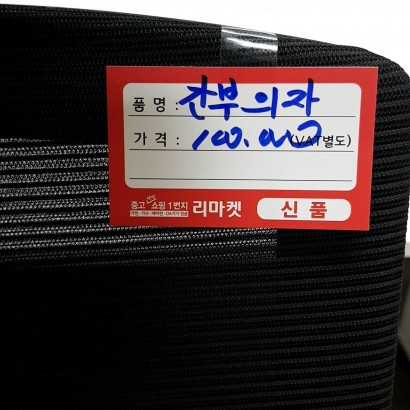 품 명 : 간부의자
가 격 : 100.000 (VAT별도)
중고 쇼핑 1번지 리마켓 신 품